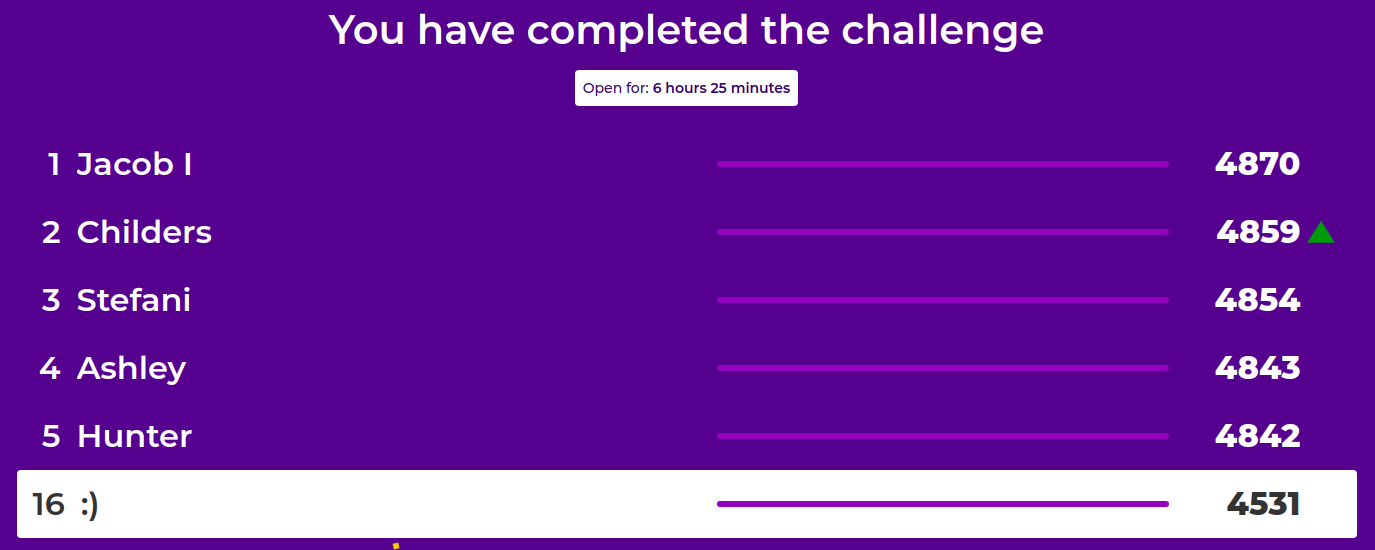 You have completed the challenge
Open for: 6 hours 25 minutes
1 Jacob I 4870
2 Childers 4859
3 Stefani 4854
4 Ashley 4843
5 Hunter 4842
16 :) 4531